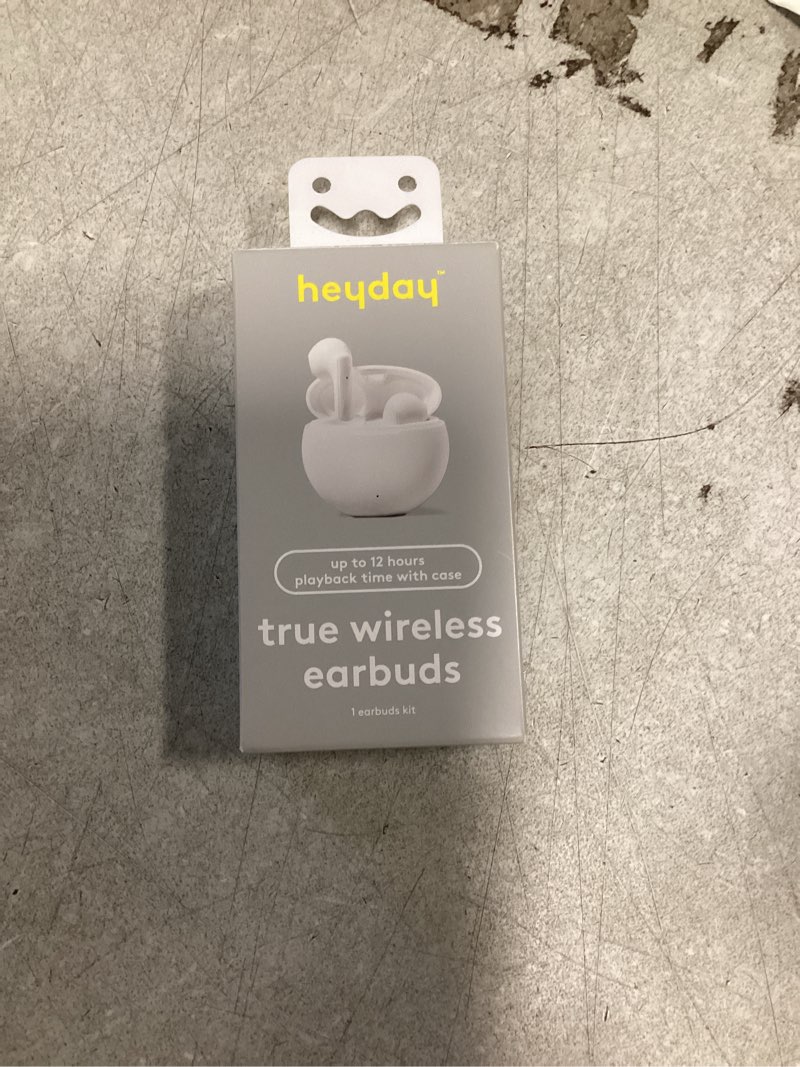 heyday™
up to 12 hours
playback time with case
true wireless
earbuds
1 earbuds kit